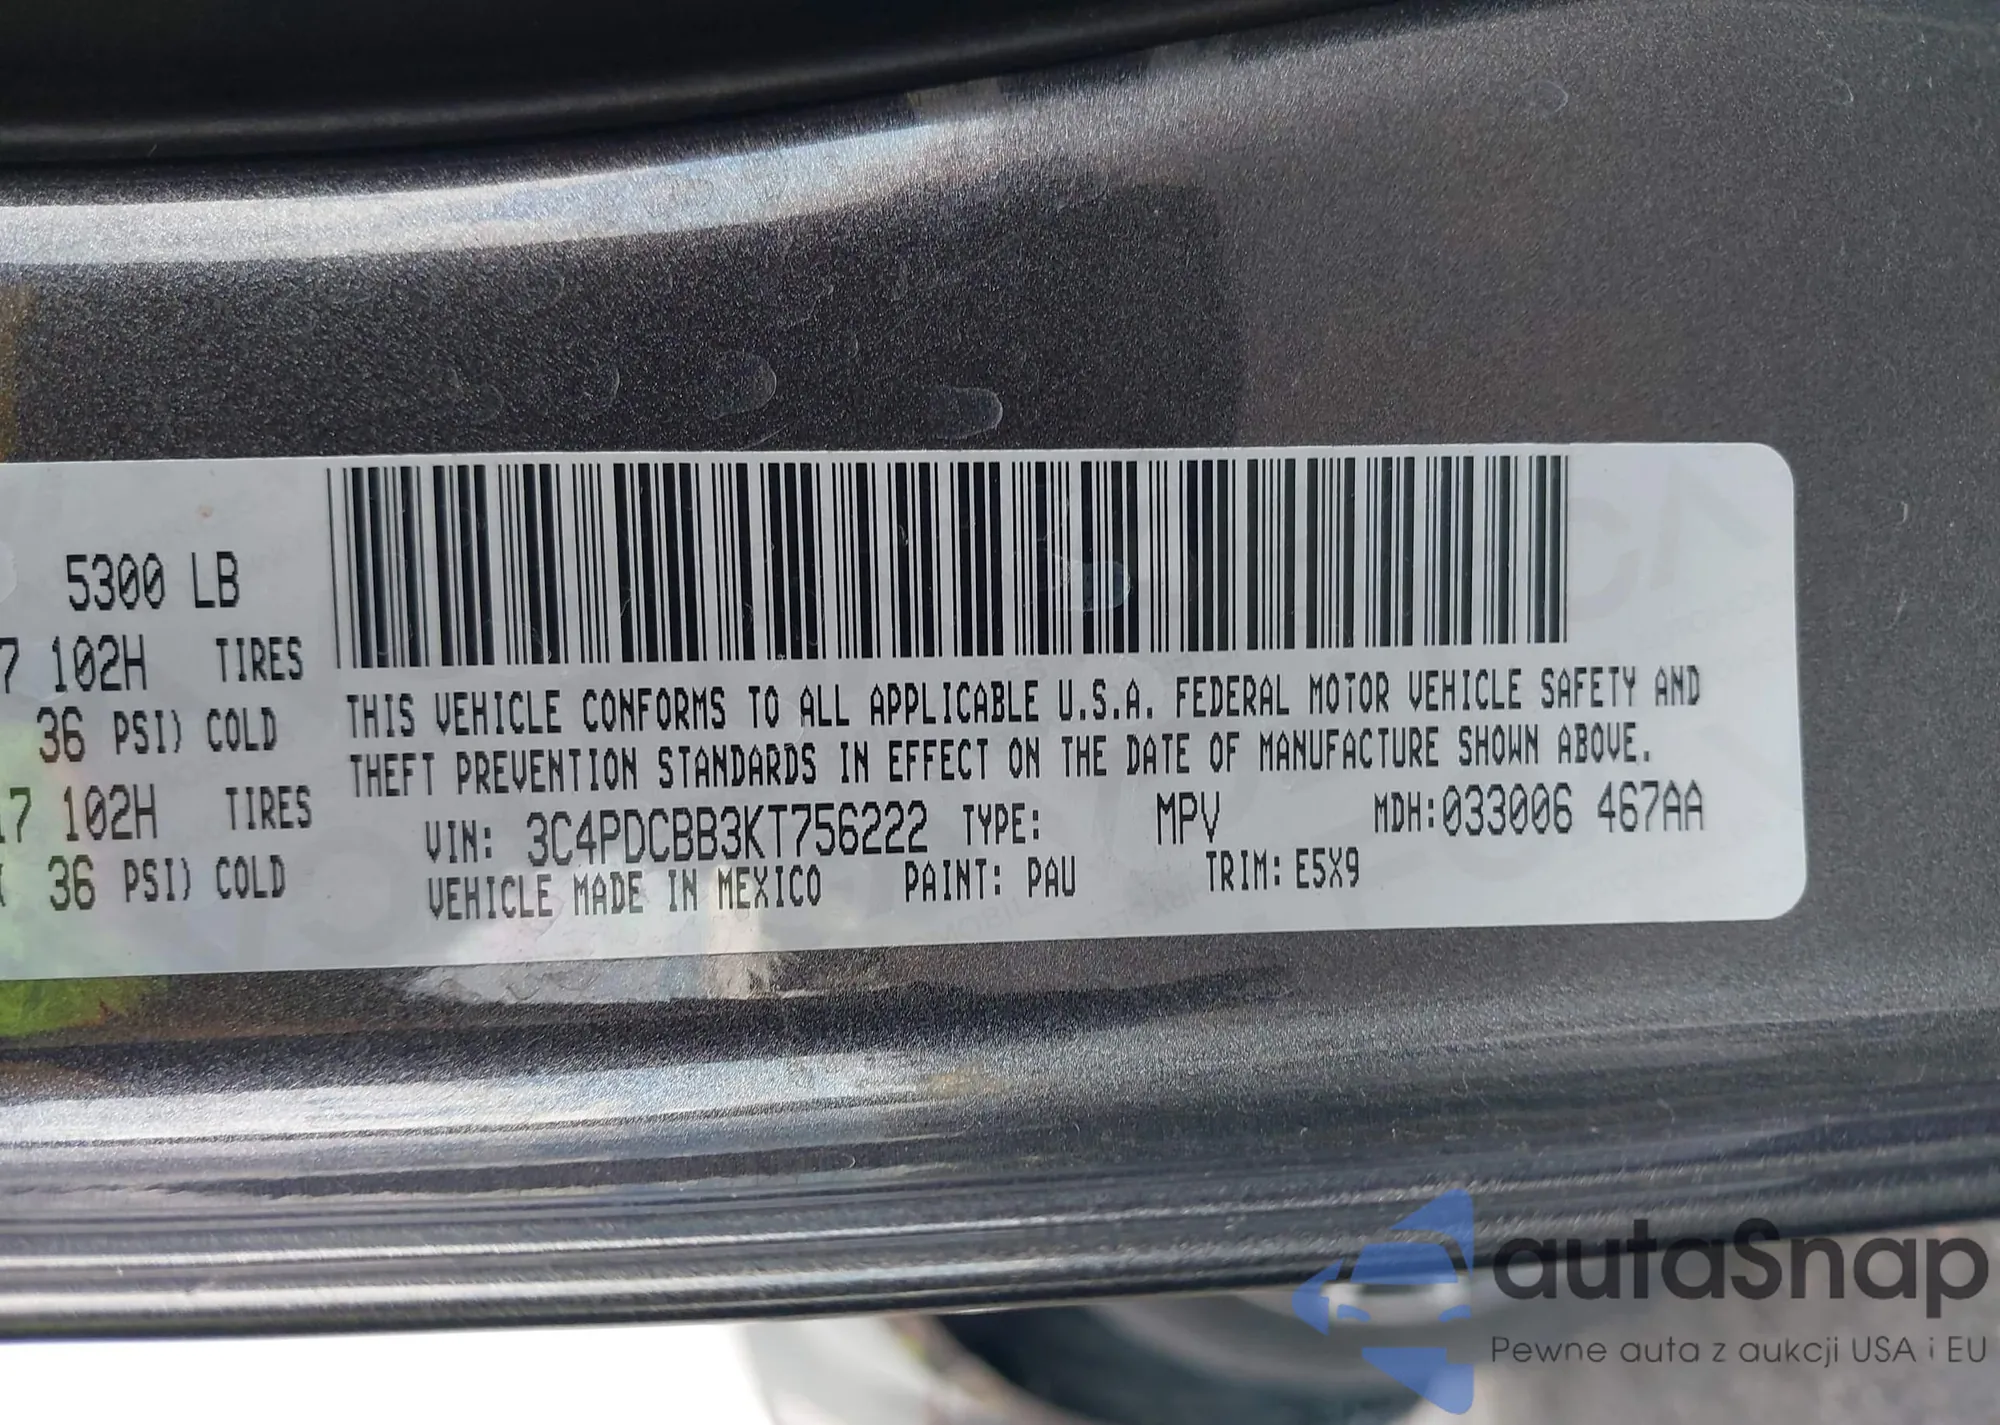 5300 LB
7 102H TIRES
36 PSI) COLD
17 102H TIRES
36 PSI) COLD
THIS VEHICLE CONFORMS TO ALL APPLICABLE U.S.A. FEDERAL MOTOR VEHICLE SAFETY AND
THEFT PREVENTION STANDARDS IN EFFECT ON THE DATE OF MANUFACTURE SHOWN ABOVE.
VIN: 3C4PDCBB3KT756222 TYPE: MPV MDH:033006 467AA
VEHICLE MADE IN MEXICO PAINT: PAU TRIM: E5X9
autaSnap
Pewne auta z aukcji USA i EU